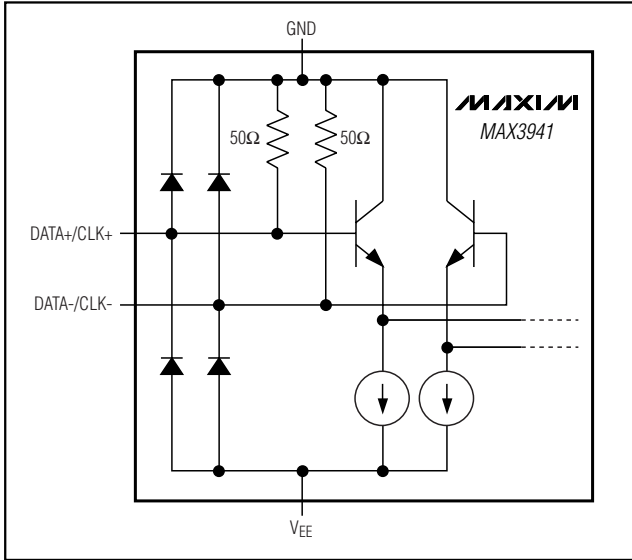 GND
MAXIM
MAX3941
50Ω 50Ω
DATA+/CLK+
DATA-/CLK-
VEE